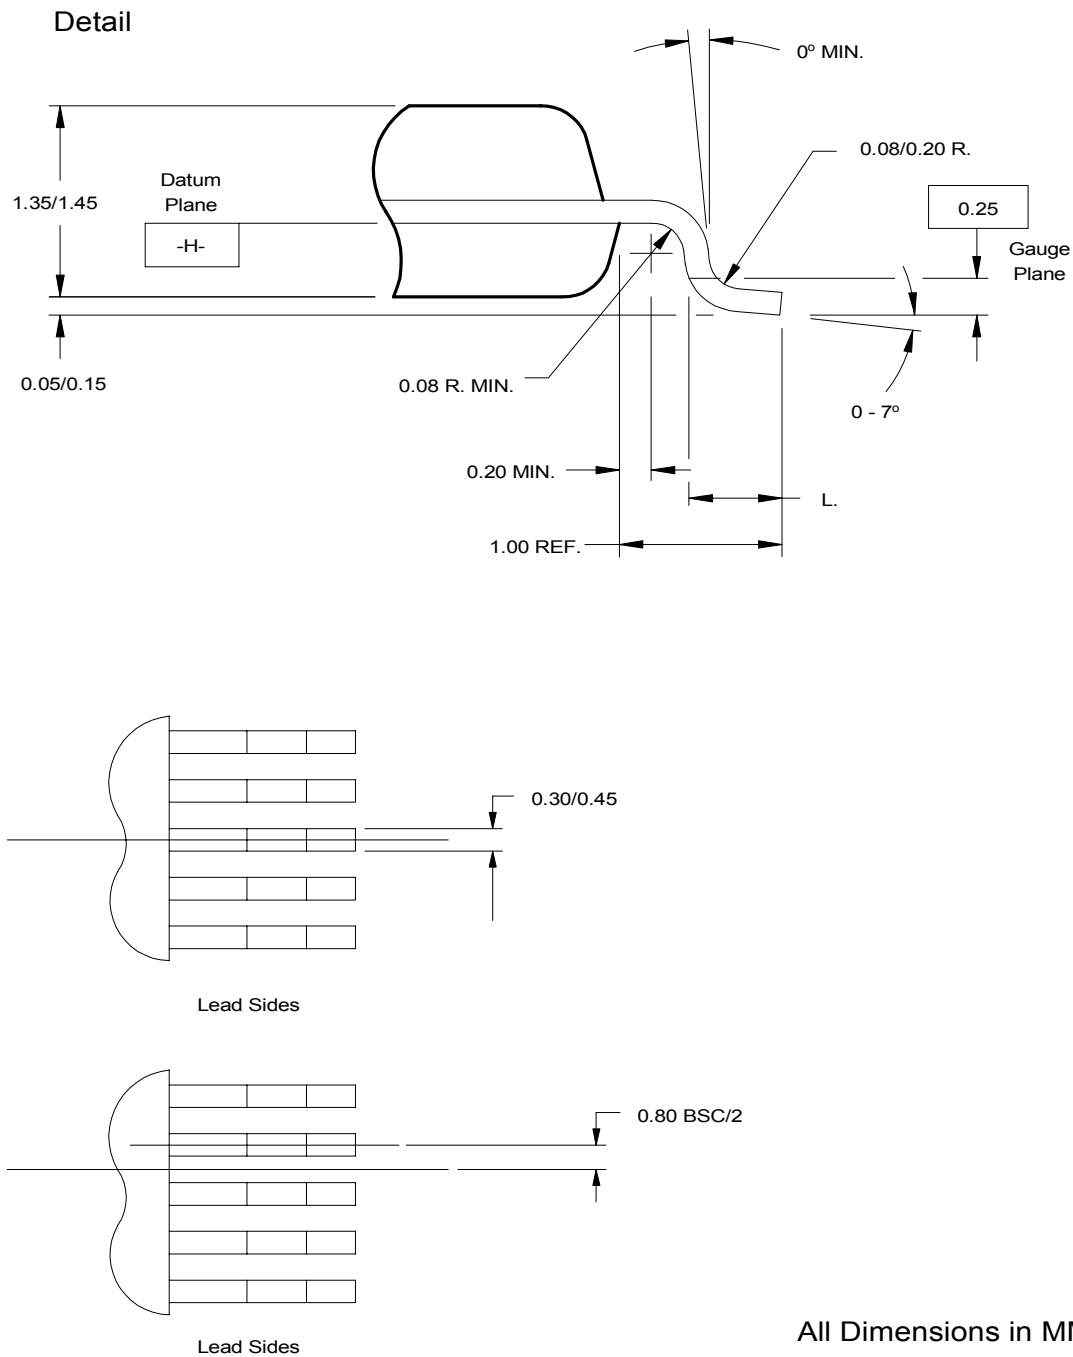 Detail
0º MIN.
0.08/0.20 R.
1.35/1.45
Datum
Plane
-H-
0.25
Gauge
Plane
0.05/0.15
0.08 R. MIN.
0 - 7º
0.20 MIN.
L.
1.00 REF.
0.30/0.45
Lead Sides
0.80 BSC/2
Lead Sides
All Dimensions in M